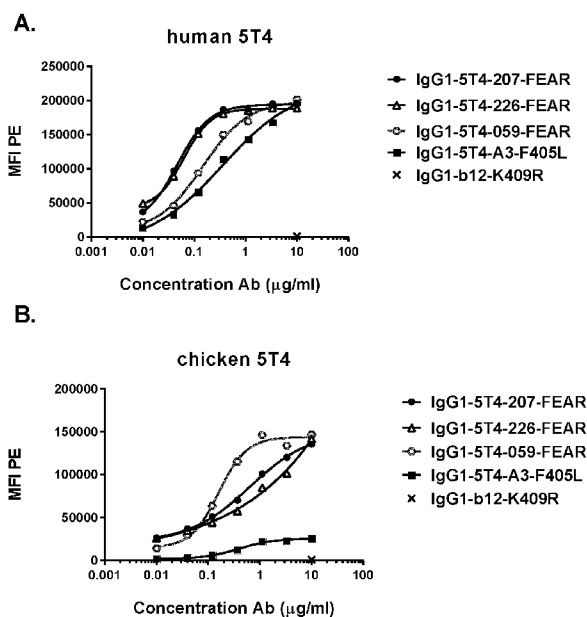 A.
human 5T4
MFI PE
250000
200000
150000
100000
50000
0
0.001 0.01 0.1 1 10 100
Concentration Ab (µg/ml)
IgG1-5T4-207-FEAR
IgG1-5T4-226-FEAR
IgG1-5T4-059-FEAR
IgG1-5T4-A3-F405L
IgG1-b12-K409R
B.
chicken 5T4
MFI PE
200000
150000
100000
50000
0
0.001 0.01 0.1 1 10 100
Concentration Ab (µg/ml)
IgG1-5T4-207-FEAR
IgG1-5T4-226-FEAR
IgG1-5T4-059-FEAR
IgG1-5T4-A3-F405L
IgG1-b12-K409R